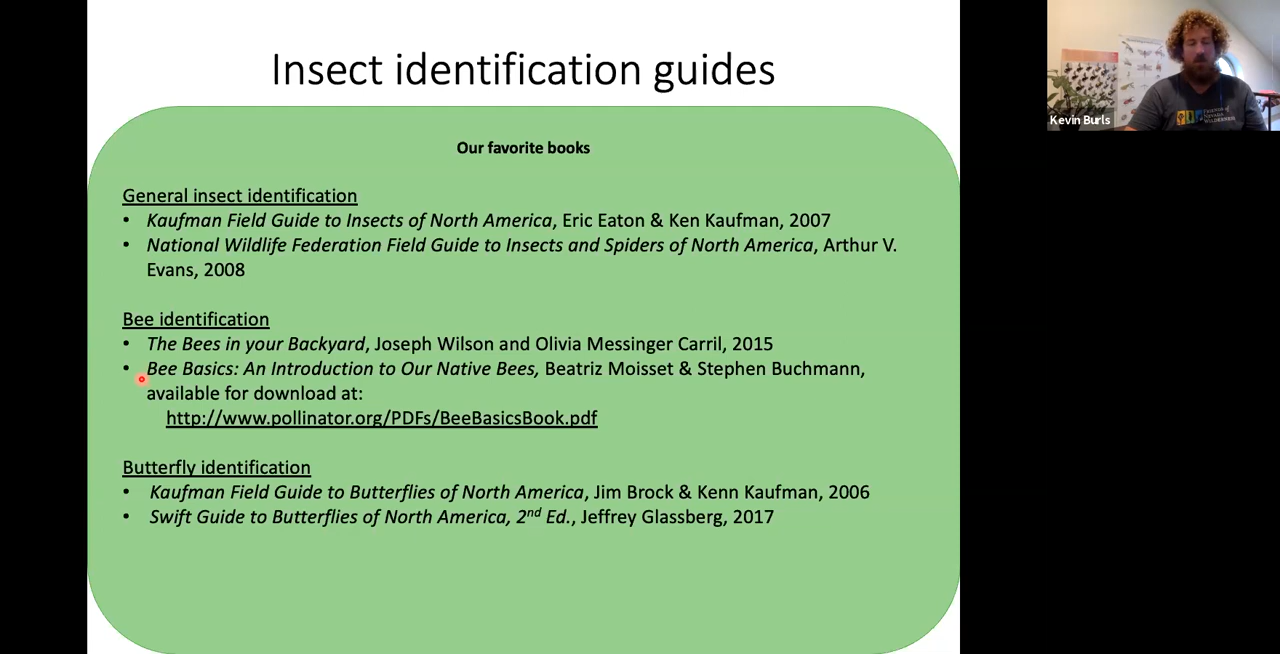 Insect identification guides
Our favorite books
General insect identification
• Kaufman Field Guide to Insects of North America, Eric Eaton & Ken Kaufman, 2007
• National Wildlife Federation Field Guide to Insects and Spiders of North America, Arthur V.
Evans, 2008
Bee identification
• The Bees in your Backyard, Joseph Wilson and Olivia Messinger Carril, 2015
• Bee Basics: An Introduction to Our Native Bees, Beatriz Moisset & Stephen Buchmann,
available for download at:
http://www.pollinator.org/PDFs/BeeBasicsBook.pdf
Butterfly identification
• Kaufman Field Guide to Butterflies of North America, Jim Brock & Kenn Kaufman, 2006
• Swift Guide to Butterflies of North America, 2nd Ed., Jeffrey Glassberg, 2017
Kevin Burls
FRIENDS OF
NEVADA
WILDERNESS